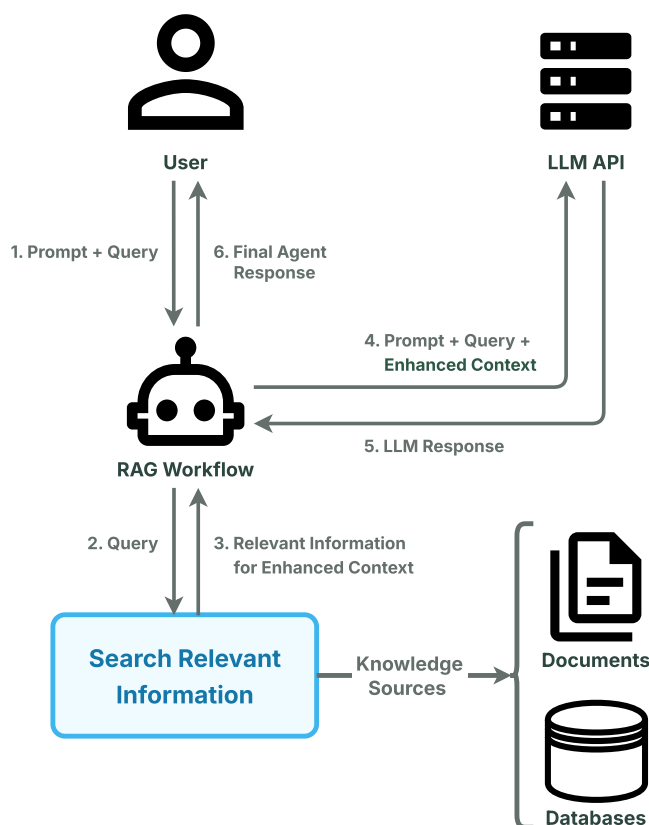 User
LLM API
1. Prompt + Query
6. Final Agent
Response
4. Prompt + Query +
Enhanced Context
5. LLM Response
RAG Workflow
2. Query
3. Relevant Information
for Enhanced Context
Search Relevant
Information
Knowledge
Sources
Documents
Databases